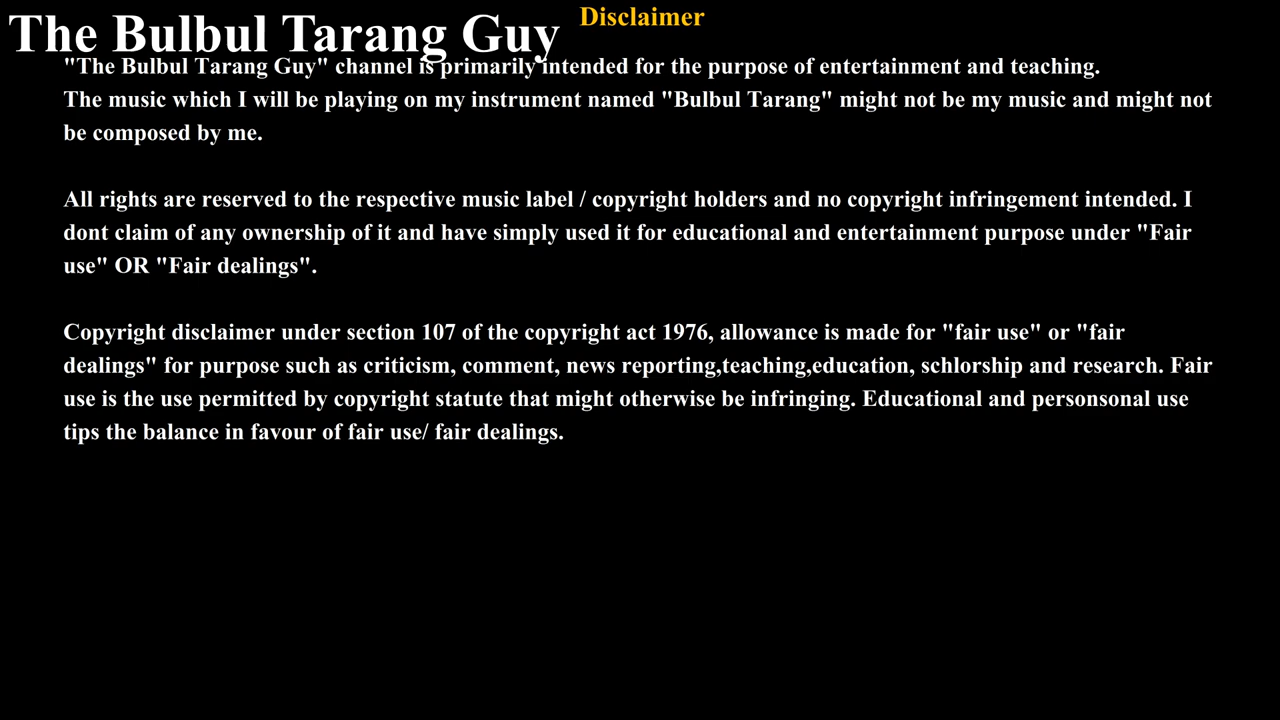 The Bulbul Tarang Guy
Disclaimer
"The Bulbul Tarang Guy" channel is primarily intended for the purpose of entertainment and teaching.
The music which I will be playing on my instrument named "Bulbul Tarang" might not be my music and might not
be composed by me.
All rights are reserved to the respective music label / copyright holders and no copyright infringement intended. I
dont claim of any ownership of it and have simply used it for educational and entertainment purpose under "Fair
use" OR "Fair dealings".
Copyright disclaimer under section 107 of the copyright act 1976, allowance is made for "fair use" or "fair
dealings" for purpose such as criticism, comment, news reporting,teaching,education, schlorship and research. Fair
use is the use permitted by copyright statute that might otherwise be infringing. Educational and personsonal use
tips the balance in favour of fair use/ fair dealings.